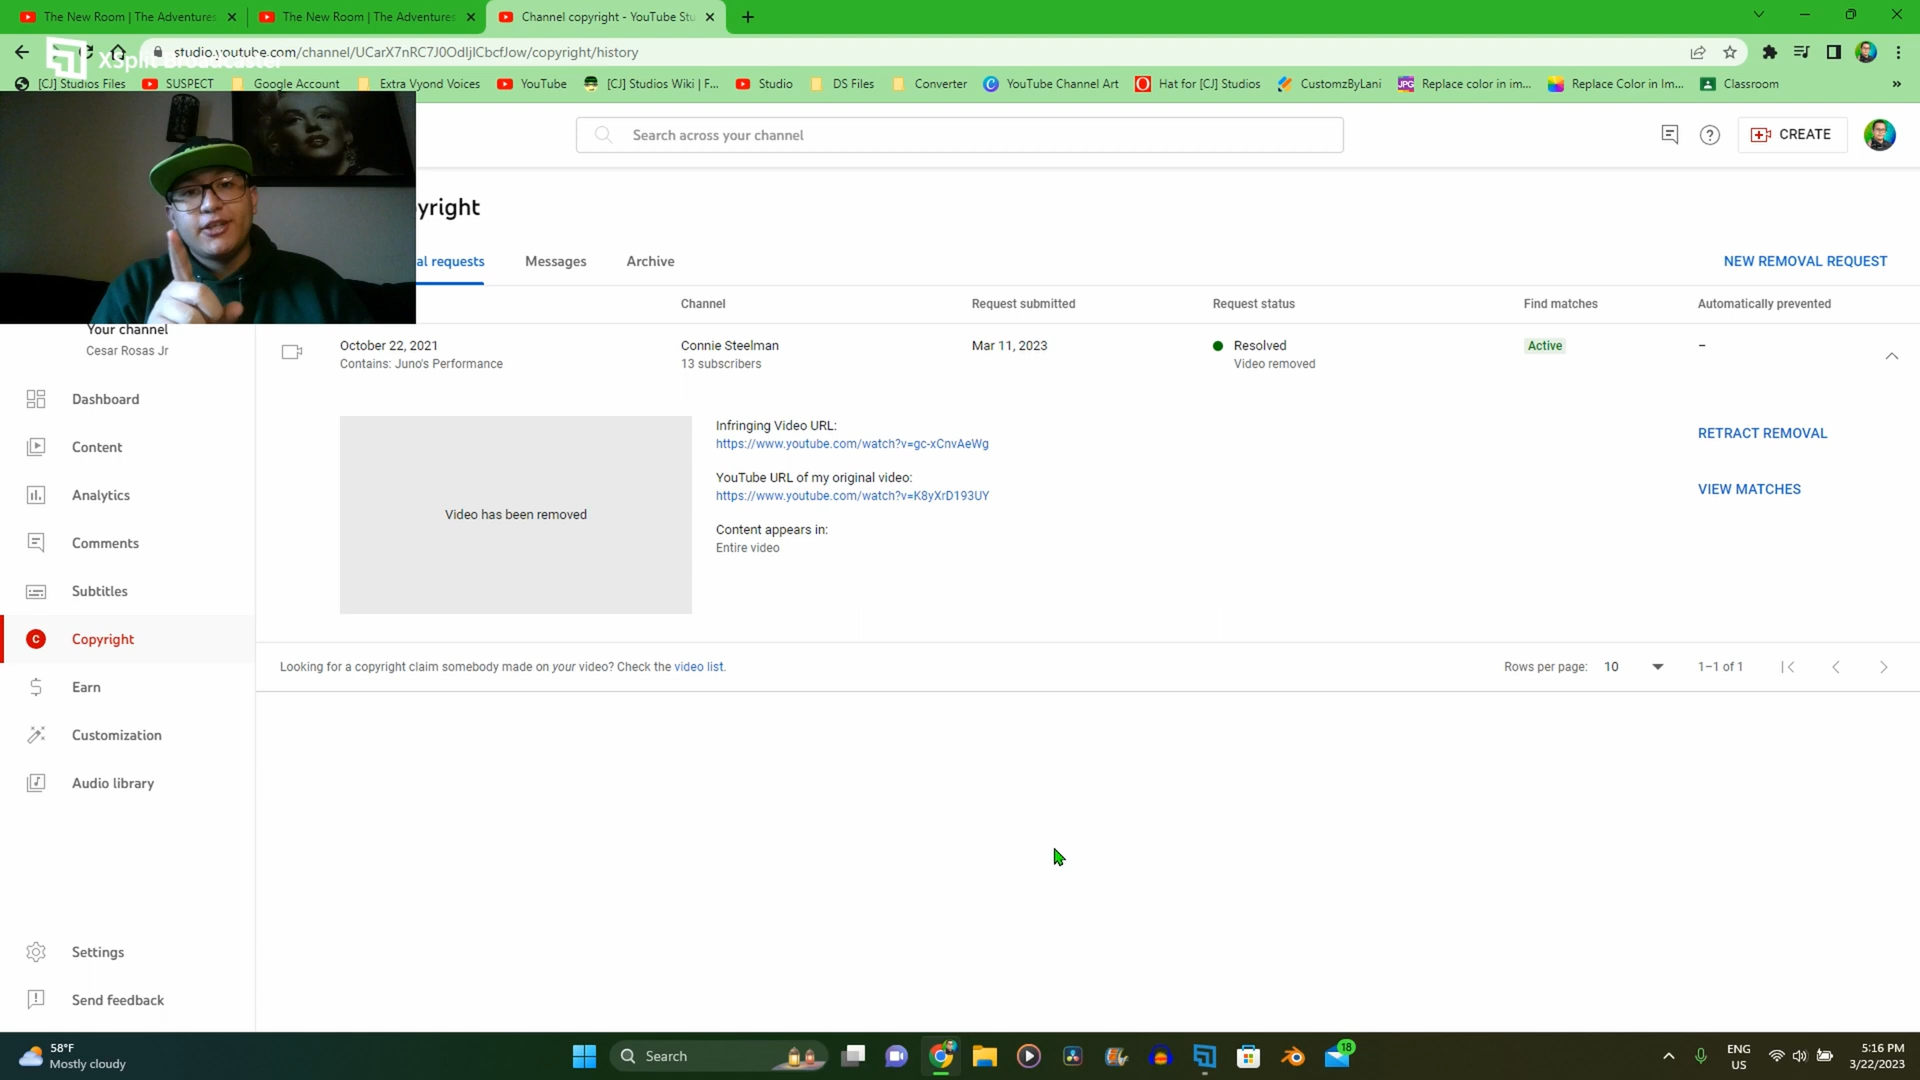 The New Room | The Adventures
The New Room | The Adventures
Channel copyright - YouTube Stu
studio.youtube.com/channel/UCarX7nRC7J0OdljlCbcfJow/copyright/history
XSplit Broadcaster
[CJ] Studios Files
SUSPECT
Google Account
Extra Vyond Voices
YouTube
[CJ] Studios Wiki | F...
Studio
DS Files
Converter
YouTube Channel Art
Hat for [CJ] Studios
CustomzByLani
Replace color in im...
Replace Color in Im...
Classroom
»
Search across your channel
CREATE
yright
al requests
Messages
Archive
NEW REMOVAL REQUEST
Channel
Request submitted
Request status
Find matches
Automatically prevented
October 22, 2021
Contains: Juno's Performance
Connie Steelman
13 subscribers
Mar 11, 2023
Resolved
Video removed
Active
–
Video has been removed
Infringing Video URL:
https://www.youtube.com/watch?v=gc-xCnvAeWg
YouTube URL of my original video:
https://www.youtube.com/watch?v=K8yXrD193UY
Content appears in:
Entire video
RETRACT REMOVAL
VIEW MATCHES
Looking for a copyright claim somebody made on your video? Check the video list.
Rows per page: 10
1–1 of 1
Your channel
Cesar Rosas Jr
Dashboard
Content
Analytics
Comments
Subtitles
Copyright
Earn
Customization
Audio library
Settings
Send feedback
58°F
Mostly cloudy
Search
18
ENG
US
5:16 PM
3/22/2023